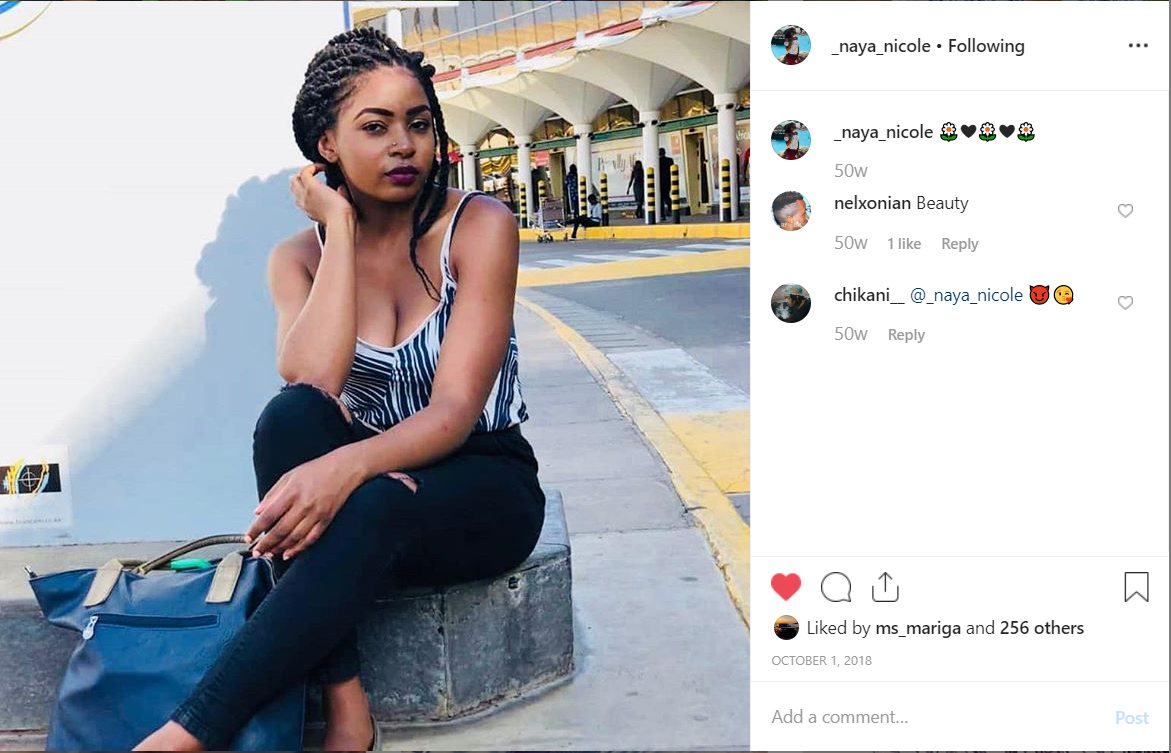 _naya_nicole • Following
_naya_nicole 🌼🖤🌼🖤🌼
50w
nelxonian Beauty
50w 1 like Reply
chikani__ @_naya_nicole 😈😘
50w Reply
Liked by ms_mariga and 256 others
OCTOBER 1, 2018
Add a comment... Post